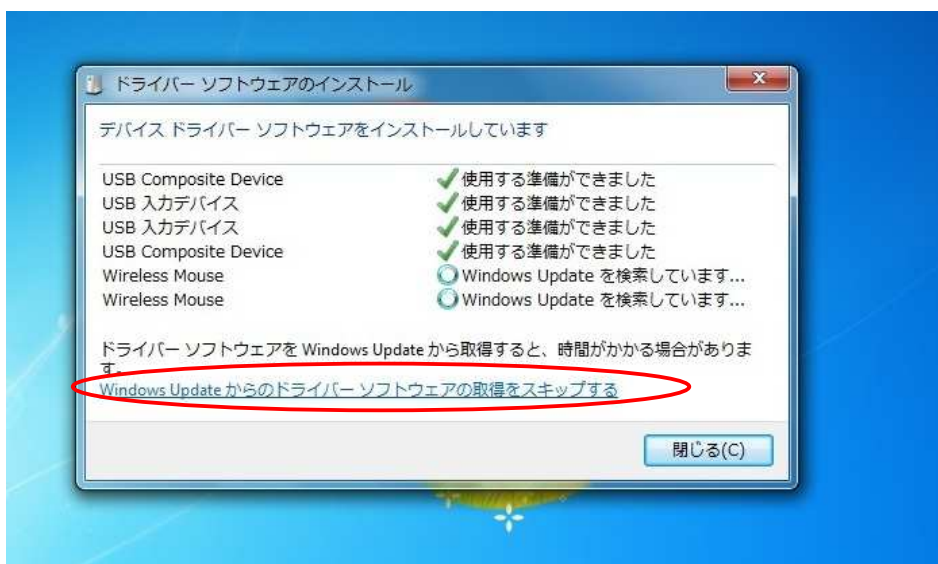 ドライバー ソフトウェアのインストール
デバイス ドライバー ソフトウェアをインストールしています
USB Composite Device 使用する準備ができました
USB 入力デバイス 使用する準備ができました
USB 入力デバイス 使用する準備ができました
USB Composite Device 使用する準備ができました
Wireless Mouse Windows Update を検索しています...
Wireless Mouse Windows Update を検索しています...
ドライバー ソフトウェアを Windows Update から取得すると、時間がかかる場合がありま
す。
Windows Update からのドライバー ソフトウェアの取得をスキップする
閉じる(C)